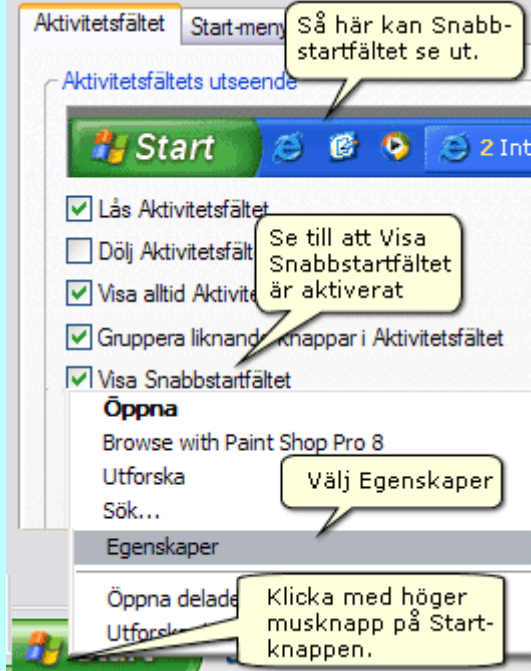 Aktivitetsfältet Start-meny
Så här kan Snabb-
startfältet se ut.
Aktivitetsfältets utseende
Start 2 Int
Lås Aktivitetsfältet
Dölj Aktivitetsfält
Se till att Visa
Snabbstartfältet
är aktiverat
Visa alltid Aktivite
Gruppera liknande knappar i Aktivitetsfältet
Visa Snabbstartfältet
Öppna
Browse with Paint Shop Pro 8
Utforska
Välj Egenskaper
Sök...
Egenskaper
Öppna delade
Klicka med höger
musknapp på Start-
knappen.
Utforska
Start